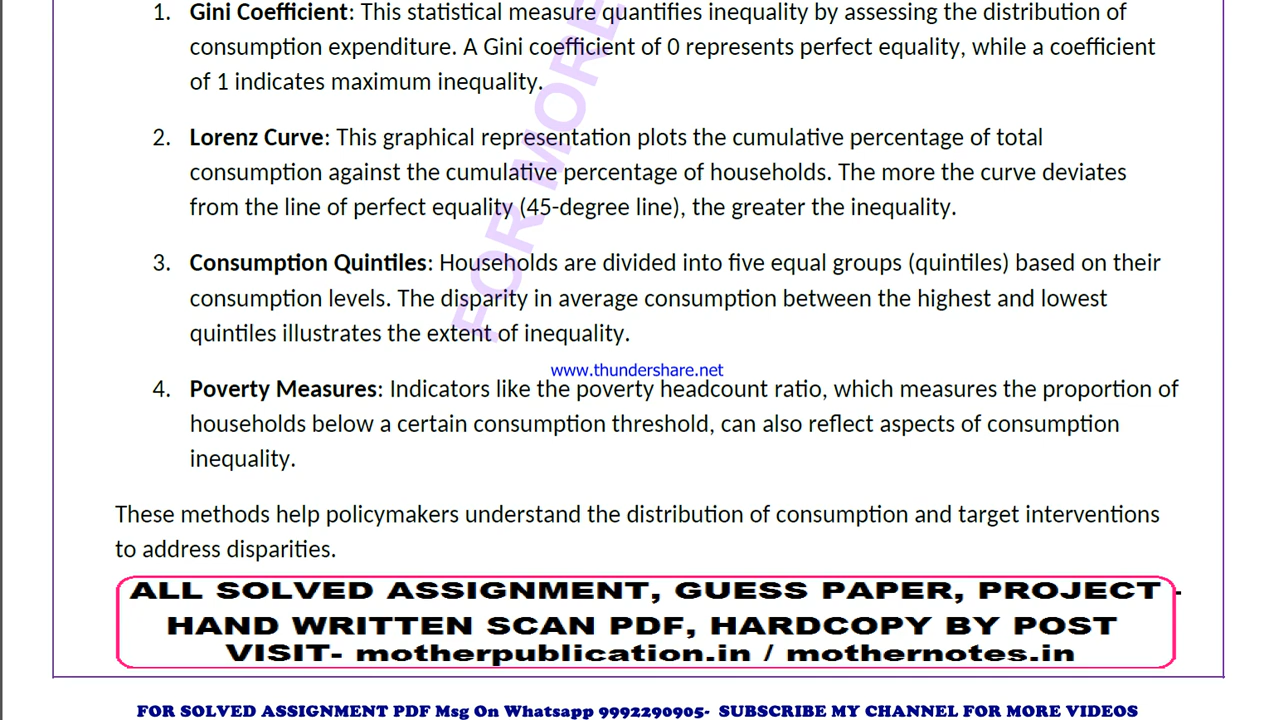 1. Gini Coefficient: This statistical measure quantifies inequality by assessing the distribution of
consumption expenditure. A Gini coefficient of 0 represents perfect equality, while a coefficient
of 1 indicates maximum inequality.
2. Lorenz Curve: This graphical representation plots the cumulative percentage of total
consumption against the cumulative percentage of households. The more the curve deviates
from the line of perfect equality (45-degree line), the greater the inequality.
3. Consumption Quintiles: Households are divided into five equal groups (quintiles) based on their
consumption levels. The disparity in average consumption between the highest and lowest
quintiles illustrates the extent of inequality.
www.thundershare.net
4. Poverty Measures: Indicators like the poverty headcount ratio, which measures the proportion of
households below a certain consumption threshold, can also reflect aspects of consumption
inequality.
These methods help policymakers understand the distribution of consumption and target interventions
to address disparities.
ALL SOLVED ASSIGNMENT, GUESS PAPER, PROJECT -
HAND WRITTEN SCAN PDF, HARDCOPY BY POST
VISIT- motherpublication.in / mothernotes.in
FOR SOLVED ASSIGNMENT PDF Msg On Whatsapp 9992290905- SUBSCRIBE MY CHANNEL FOR MORE VIDEOS
FOR MORE